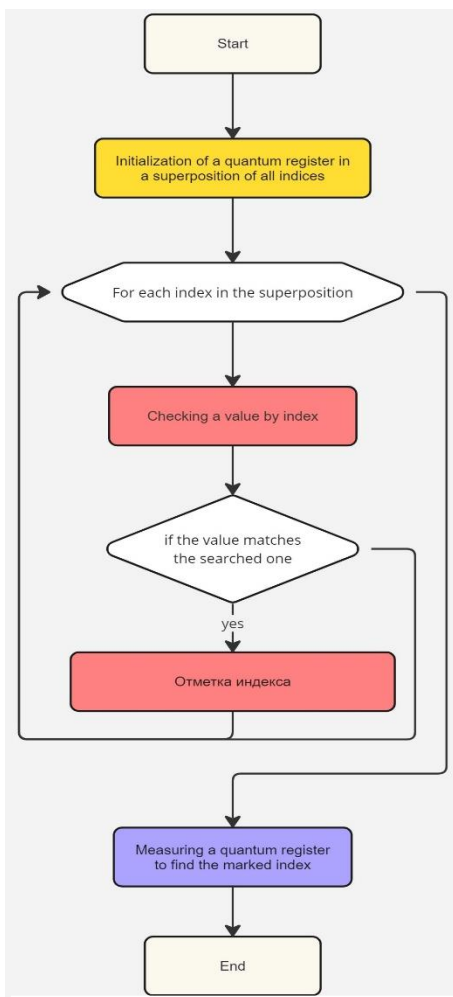 Start
Initialization of a quantum register in
a superposition of all indices
For each index in the superposition
Checking a value by index
if the value matches
the searched one
yes
Отметка индекса
Measuring a quantum register
to find the marked index
End